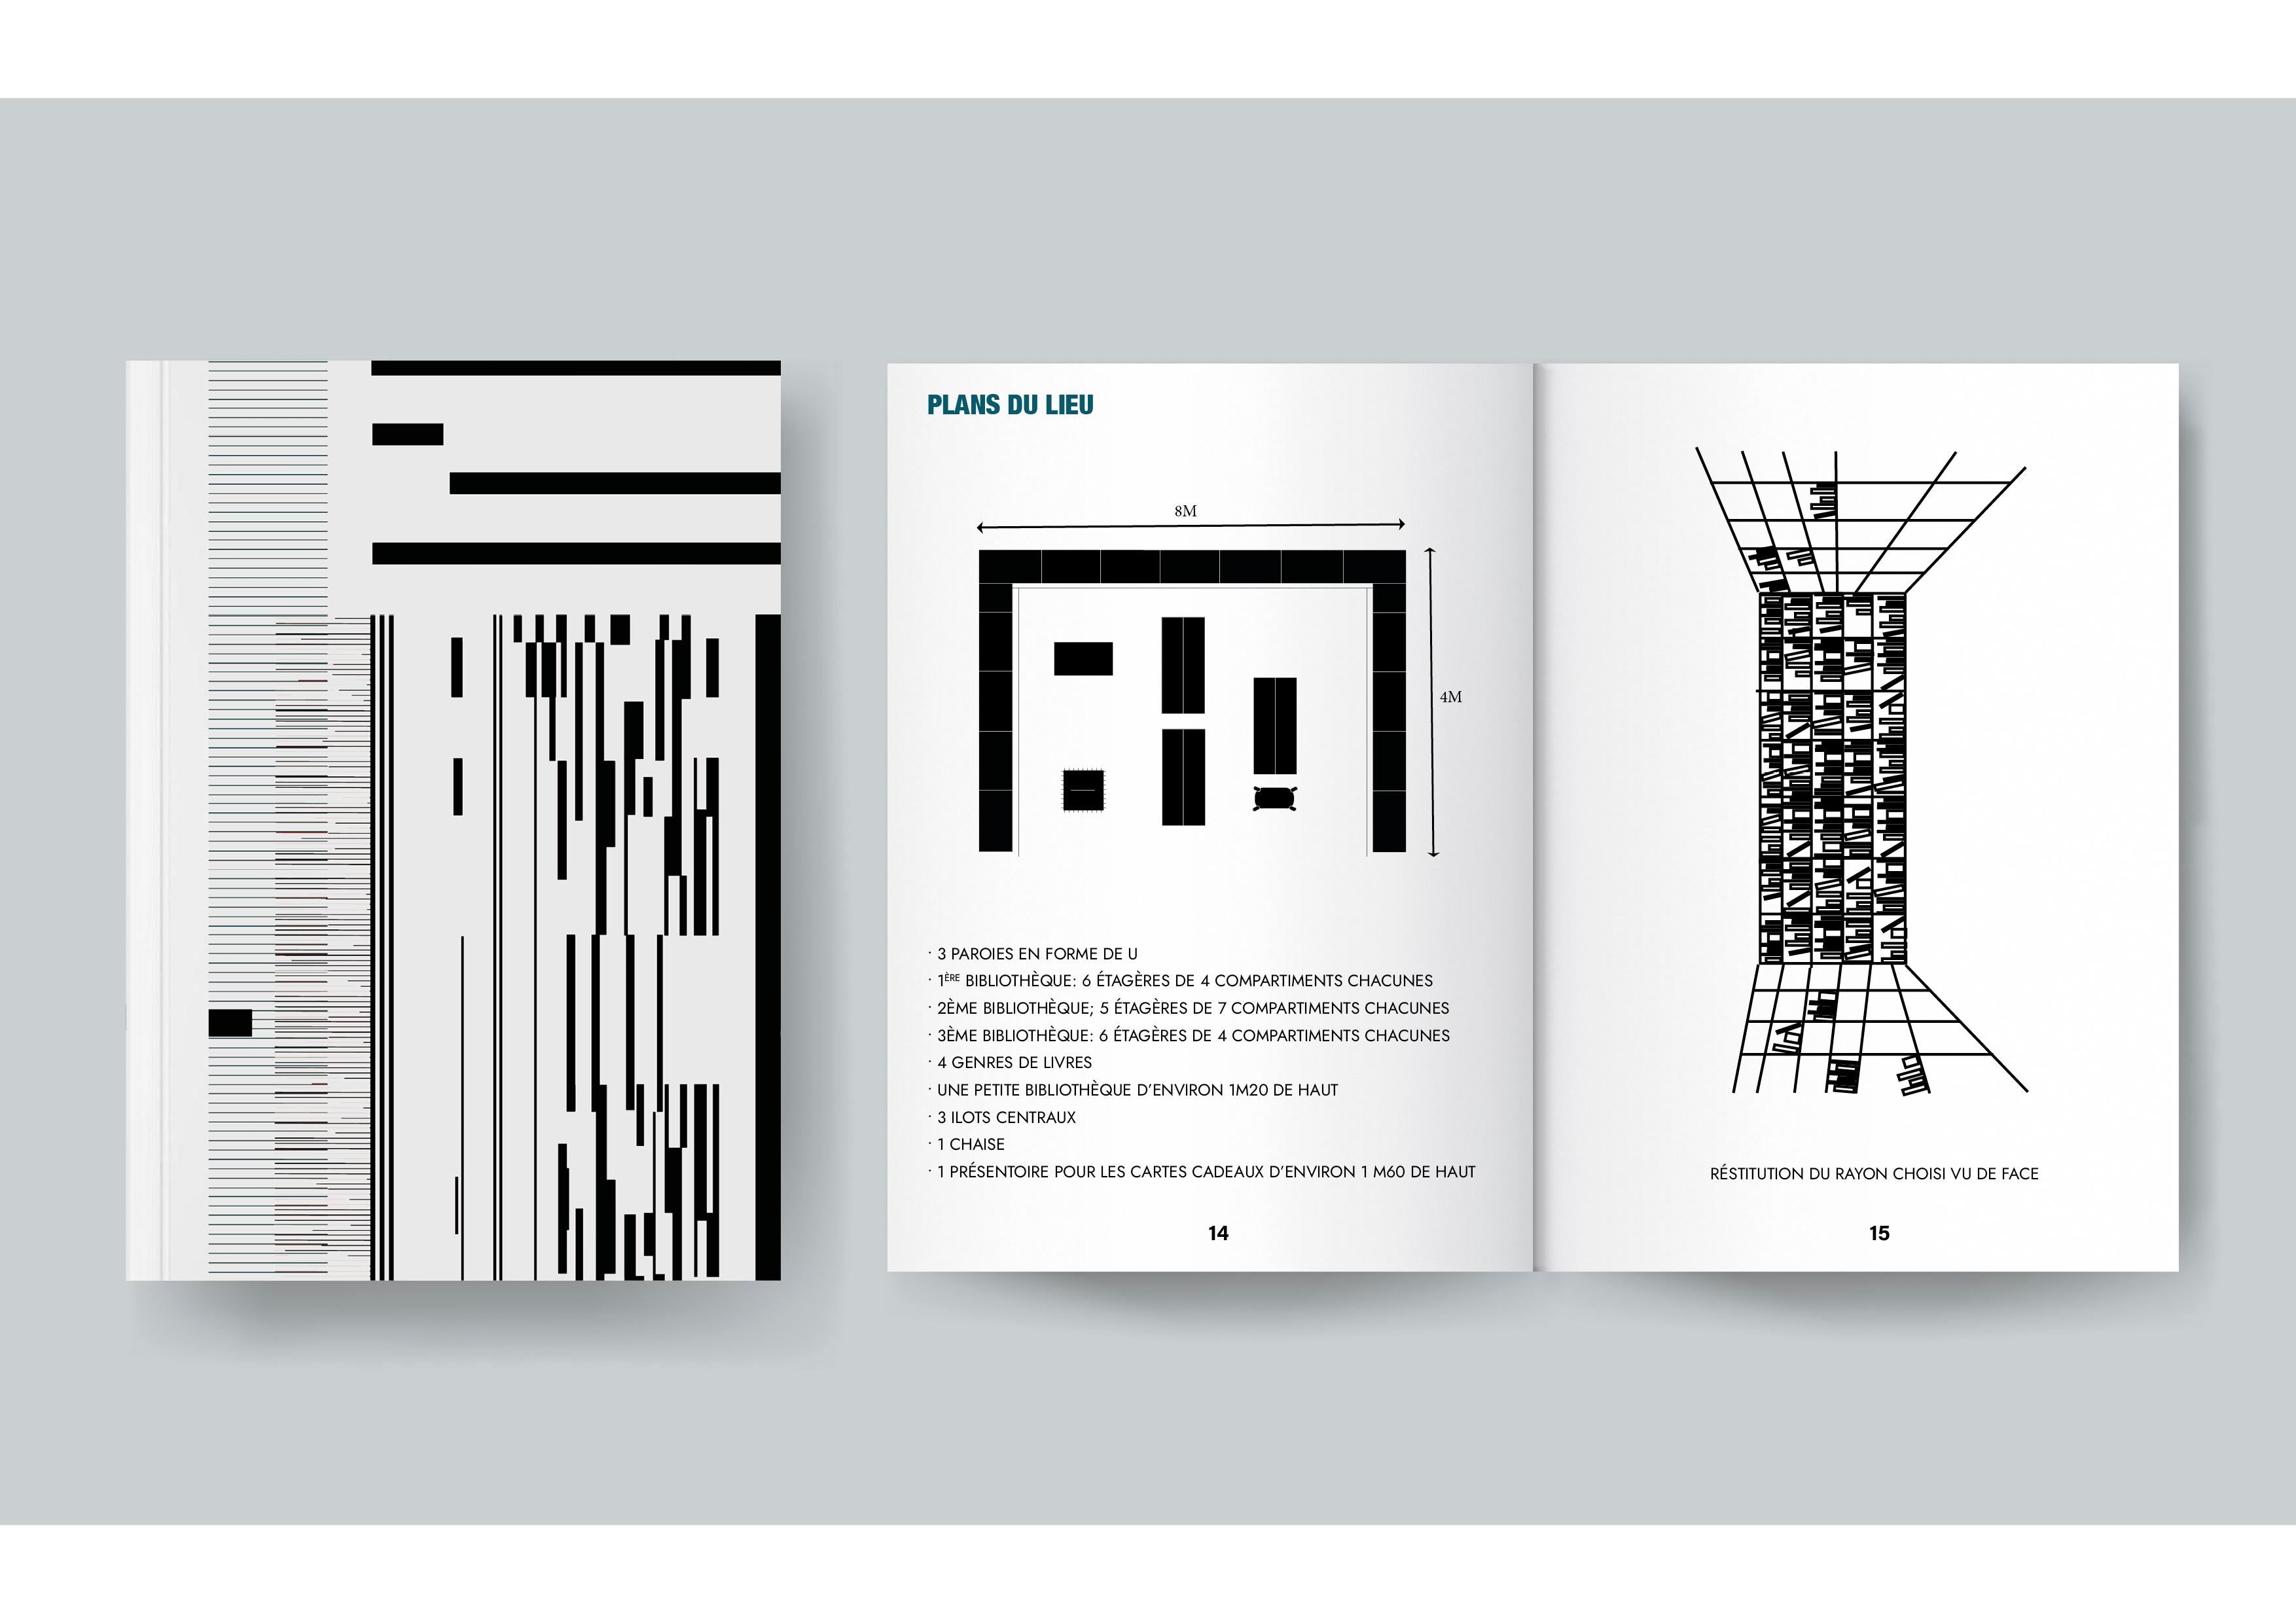 PLANS DU LIEU
8M
4M
· 3 PAROIES EN FORME DE U
· 1ÈRE BIBLIOTHÈQUE: 6 ÉTAGÈRES DE 4 COMPARTIMENTS CHACUNES
· 2ÈME BIBLIOTHÈQUE; 5 ÉTAGÈRES DE 7 COMPARTIMENTS CHACUNES
· 3ÈME BIBLIOTHÈQUE: 6 ÉTAGÈRES DE 4 COMPARTIMENTS CHACUNES
· 4 GENRES DE LIVRES
· UNE PETITE BIBLIOTHÈQUE D’ENVIRON 1M20 DE HAUT
· 3 ILOTS CENTRAUX
· 1 CHAISE
· 1 PRÉSENTOIRE POUR LES CARTES CADEAUX D’ENVIRON 1 M60 DE HAUT
14
RÉSTITUTION DU RAYON CHOISI VU DE FACE
15